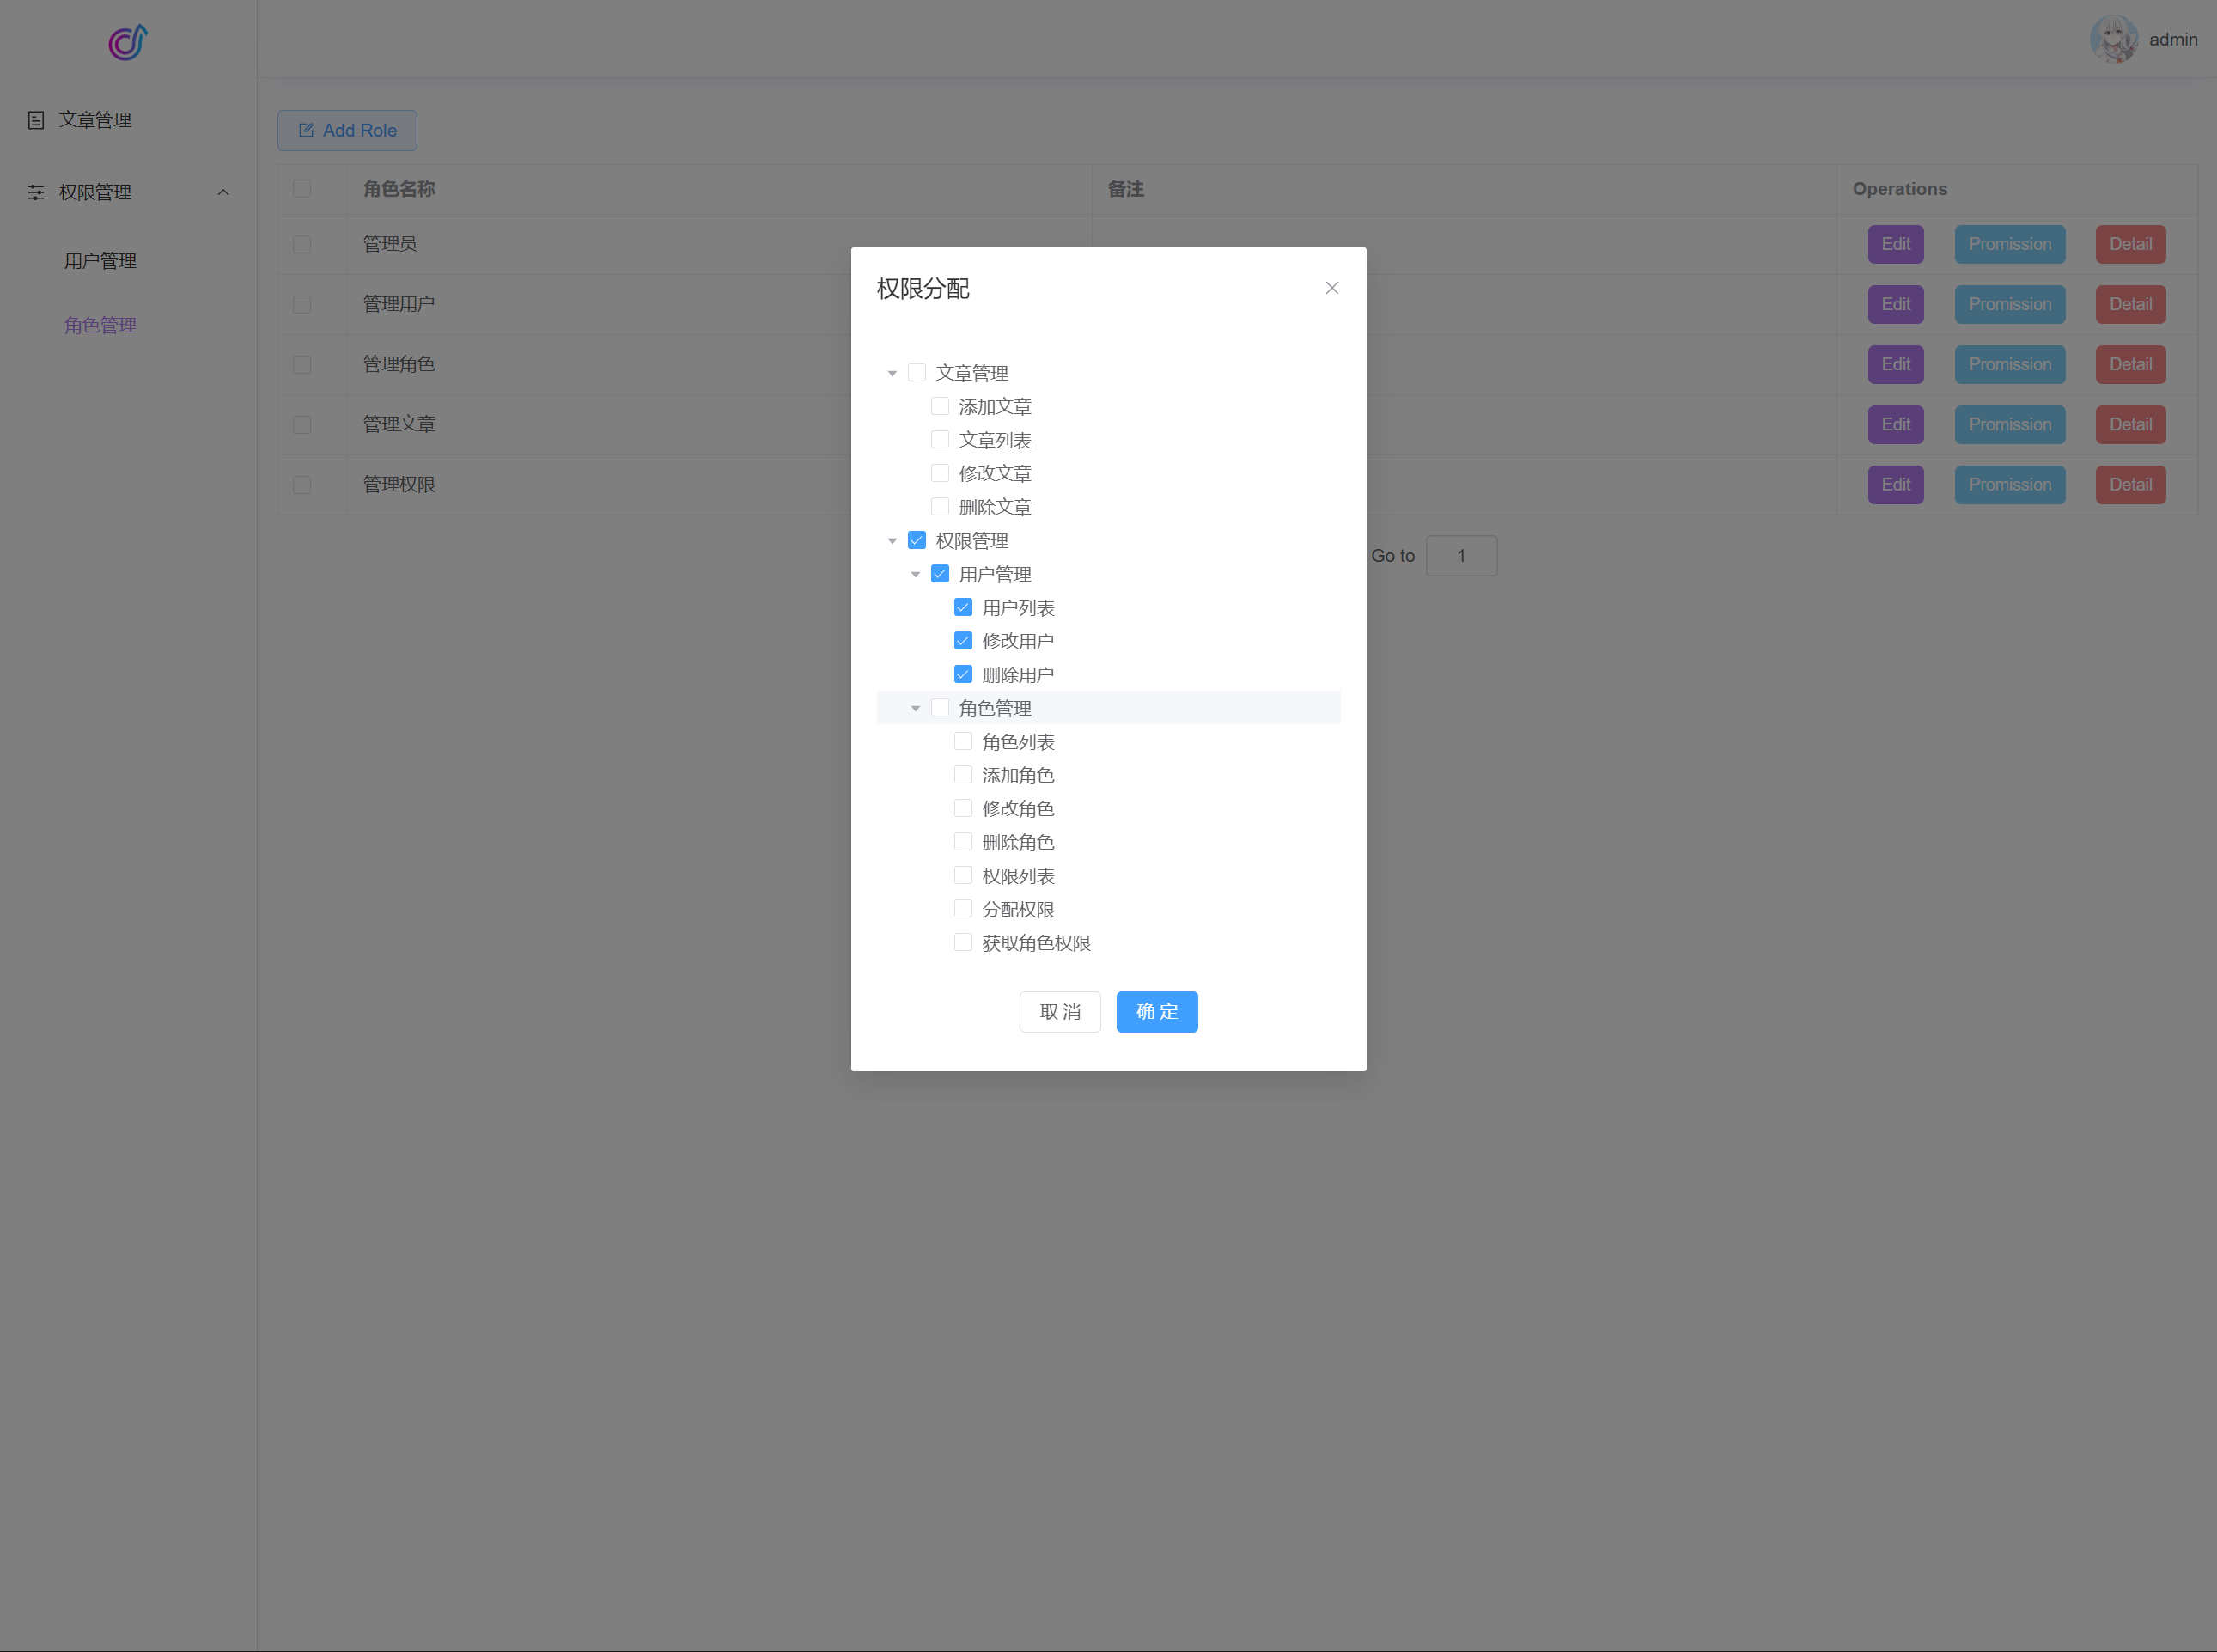 admin
文章管理
权限管理
用户管理
角色管理
Add Role
角色名称 备注 Operations
管理员 Edit Promission Detail
管理用户 Edit Promission Detail
管理角色 Edit Promission Detail
管理文章 Edit Promission Detail
管理权限 Edit Promission Detail
Go to 1
权限分配
文章管理
添加文章
文章列表
修改文章
删除文章
权限管理
用户管理
用户列表
修改用户
删除用户
角色管理
角色列表
添加角色
修改角色
删除角色
权限列表
分配权限
获取角色权限
取消 确定